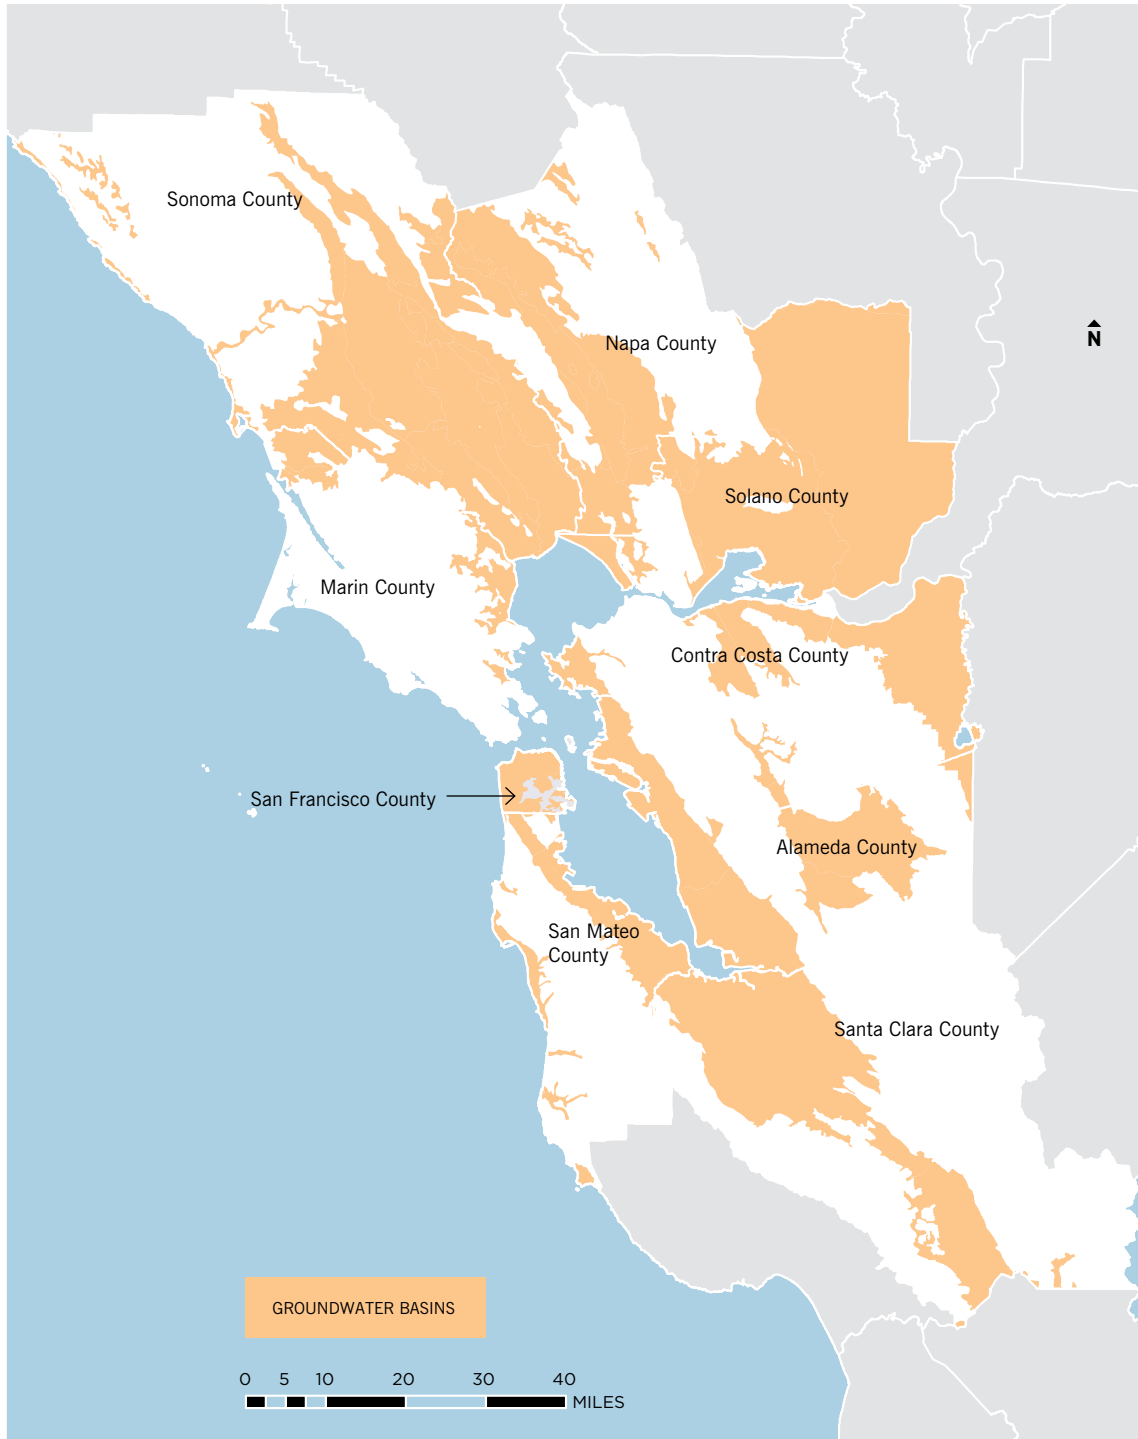 Sonoma County
N
Napa County
Solano County
Marin County
Contra Costa County
San Francisco County
Alameda County
San Mateo
County
Santa Clara County
GROUNDWATER BASINS
0 5 10 20 30 40
MILES